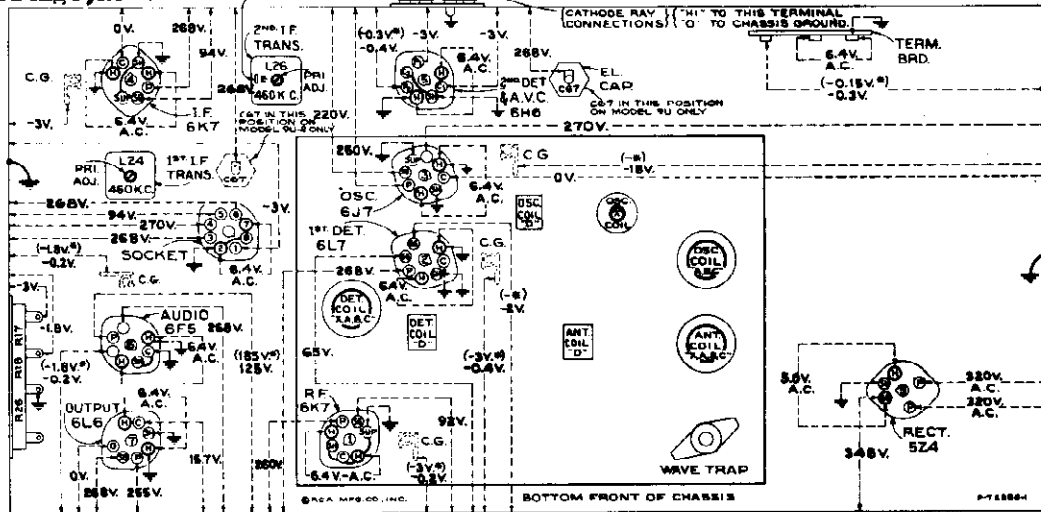 CATHODE RAY
CONNECTIONS
"HI" TO THIS TERMINAL
"O" TO CHASSIS GROUND.
TERM.
BRD.
6.4V.
A.C.
(-0.15V.*)
-0.3V.
0V.
268V.
94V.
C.G.
-3V.
6.4V.
A.C.
I.F.
6K7
2ND. I.F.
TRANS.
L26
460 K.C.
PRI
ADJ.
268V.
C67 IN THIS
POSITION ON
MODEL 9U-2 ONLY
220V.
(-0.3V.*)
-0.4V.
-3V.
-3V.
6.4V.
A.C.
268V.
2ND. DET.
& A.V.C.
6H6
EL.
CAP.
C67
C67 IN THIS POSITION
ON MODEL 9U ONLY
270V.
PRI.
ADJ.
L24
460 K.C.
1ST. I.F.
TRANS.
C67
268V.
94V.
270V.
268V.
-3V.
SOCKET
6.4V.
A.C.
(-1.8V.*)
-0.2V.
C.G.
260V.
OSC.
6J7
6.4V.
A.C.
C.G.
0V.
(-*)
-18V.
1ST. DET.
6L7
268V.
6.4V.
A.C.
C.G.
(-*)
-2V.
OSC.
COIL
"D"
OSC.
COIL
OSC.
COIL
DET.
COIL
"X,A,B,C"
DET.
COIL
"D"
ANT.
COIL
"D"
ANT.
COIL
"X,A,B,C"
-3V.
R17
R18
R26
-1.8V.
(-1.8V.*)
-0.2V.
AUDIO
6F5
268V.
6.4V.
A.C.
(185V.*)
125V.
65V.
(-3V.*)
-0.4V.
OUTPUT
6L6
6.4V.
A.C.
0V.
268V.
255V.
15.7V.
260V.
R.F.
6K7
92V.
C.G.
6.4V.-A.C.
(-3V.*)
-0.2V.
WAVE TRAP
5.0V.
A.C.
320V.
A.C.
320V.
A.C.
RECT.
5Z4
345V.
©RCA MFG. CO., INC.
BOTTOM FRONT OF CHASSIS